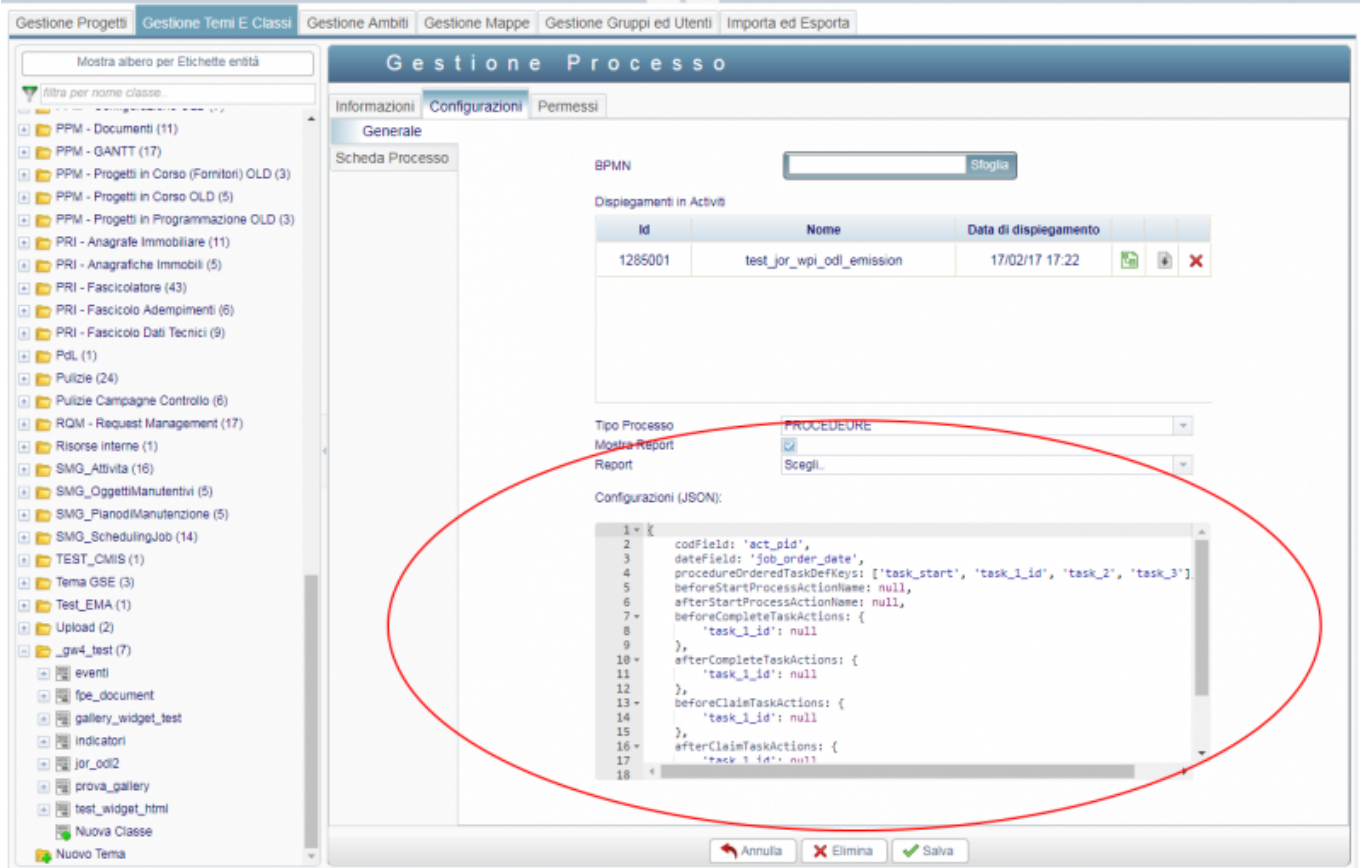 Gestione Progetti Gestione Temi E Classi Gestione Ambiti Gestione Mappe Gestione Gruppi ed Utenti Importa ed Esporta
Mostra albero per Etichette entità
filtra per nome classe..
PPM - Documenti (11)
PPM - GANTT (17)
PPM - Progetti in Corso (Fornitori) OLD (3)
PPM - Progetti in Corso OLD (5)
PPM - Progetti in Programmazione OLD (3)
PRI - Anagrafe Immobiliare (11)
PRI - Anagrafiche Immobili (5)
PRI - Fascicolatore (43)
PRI - Fascicolo Adempimenti (6)
PRI - Fascicolo Dati Tecnici (9)
PdL (1)
Pulizie (24)
Pulizie Campagne Controllo (6)
RQM - Request Management (17)
Risorse interne (1)
SMG_Attivita (16)
SMG_OggettiManutentivi (5)
SMG_PianodiManutenzione (5)
SMG_SchedulingJob (14)
TEST_CMIS (1)
Tema GSE (3)
Test_EMA (1)
Upload (2)
_gw4_test (7)
eventi
fpe_document
gallery_widget_test
indicatori
jor_odl2
prova_gallery
test_widget_html
Nuova Classe
Nuovo Tema
Gestione Processo
Informazioni Configurazioni Permessi
Generale
Scheda Processo
BPMN Sfoglia
Dispiegamenti in Activiti
Id Nome Data di dispiegamento
1285001 test_jor_wpi_odl_emission 17/02/17 17:22
Tipo Processo PROCEDEURE
Mostra Report
Report Scegli..
Configurazioni (JSON):
1 {
2 codField: 'act_pid',
3 dateField: 'job_order_date',
4 procedureOrderedTaskDefKeys: ['task_start', 'task_1_id', 'task_2', 'task_3']
5 beforeStartProcessActionName: null,
6 afterStartProcessActionName: null,
7 beforeCompleteTaskActions: {
8 'task_1_id': null
9 },
10 afterCompleteTaskActions: {
11 'task_1_id': null
12 },
13 beforeClaimTaskActions: {
14 'task_1_id': null
15 },
16 afterClaimTaskActions: {
17 'task_1_id': null
18
Annulla Elimina Salva